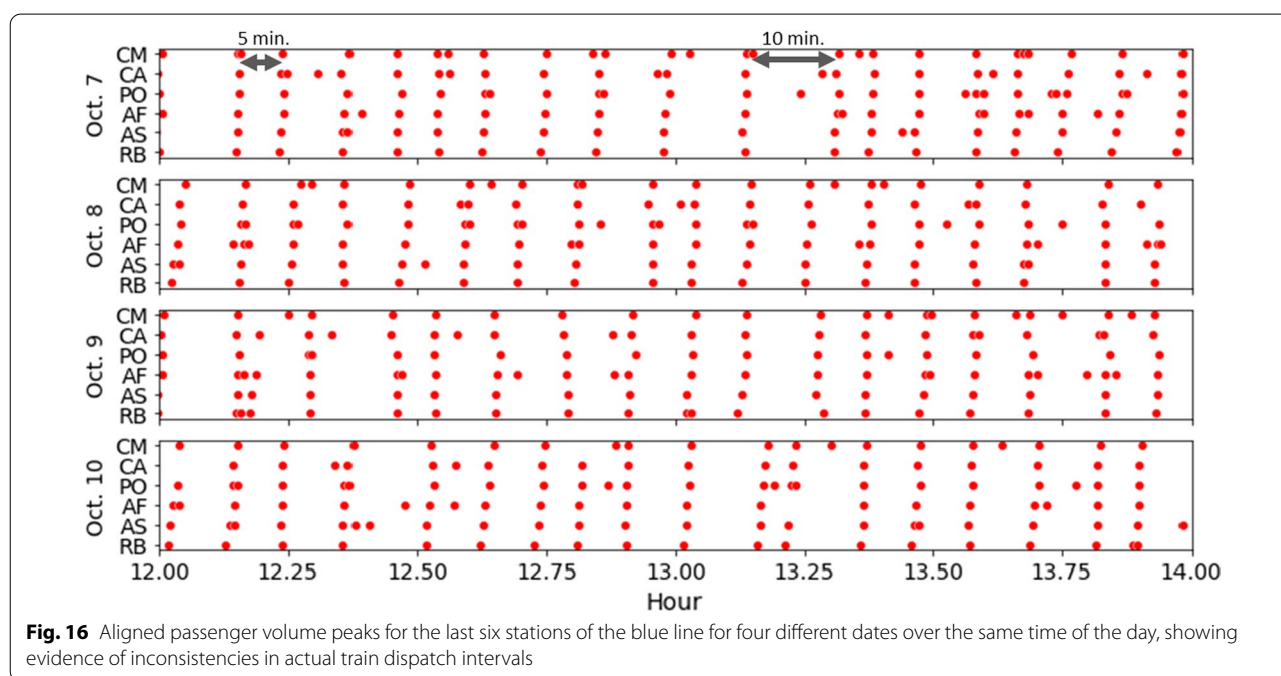 5 min.
10 min.
Oct. 7
CM
CA
PO
AF
AS
RB
Oct. 8
CM
CA
PO
AF
AS
RB
Oct. 9
CM
CA
PO
AF
AS
RB
Oct. 10
CM
CA
PO
AF
AS
RB
12.00 12.25 12.50 12.75 13.00 13.25 13.50 13.75 14.00
Hour
Fig. 16 Aligned passenger volume peaks for the last six stations of the blue line for four different dates over the same time of the day, showing
evidence of inconsistencies in actual train dispatch intervals